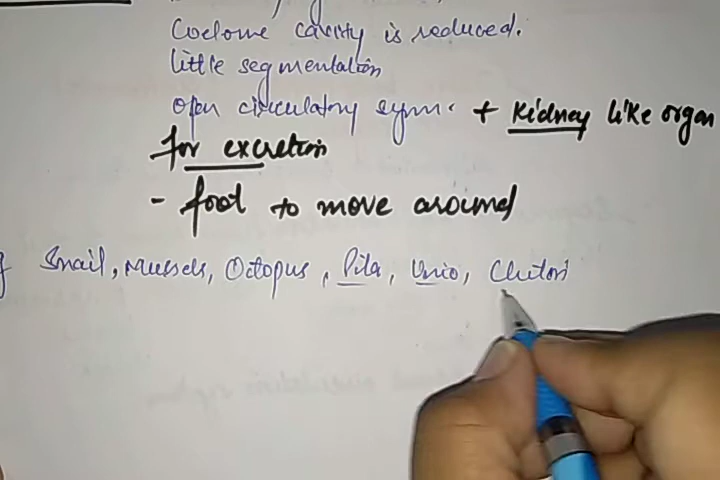 Coelome cavity is reduced.
little segmentation
open circulatory sym. + Kidney like organ
for excretion
- foot to move around
Snail, Mussels, Octopus, Pila, Unio, Chiton